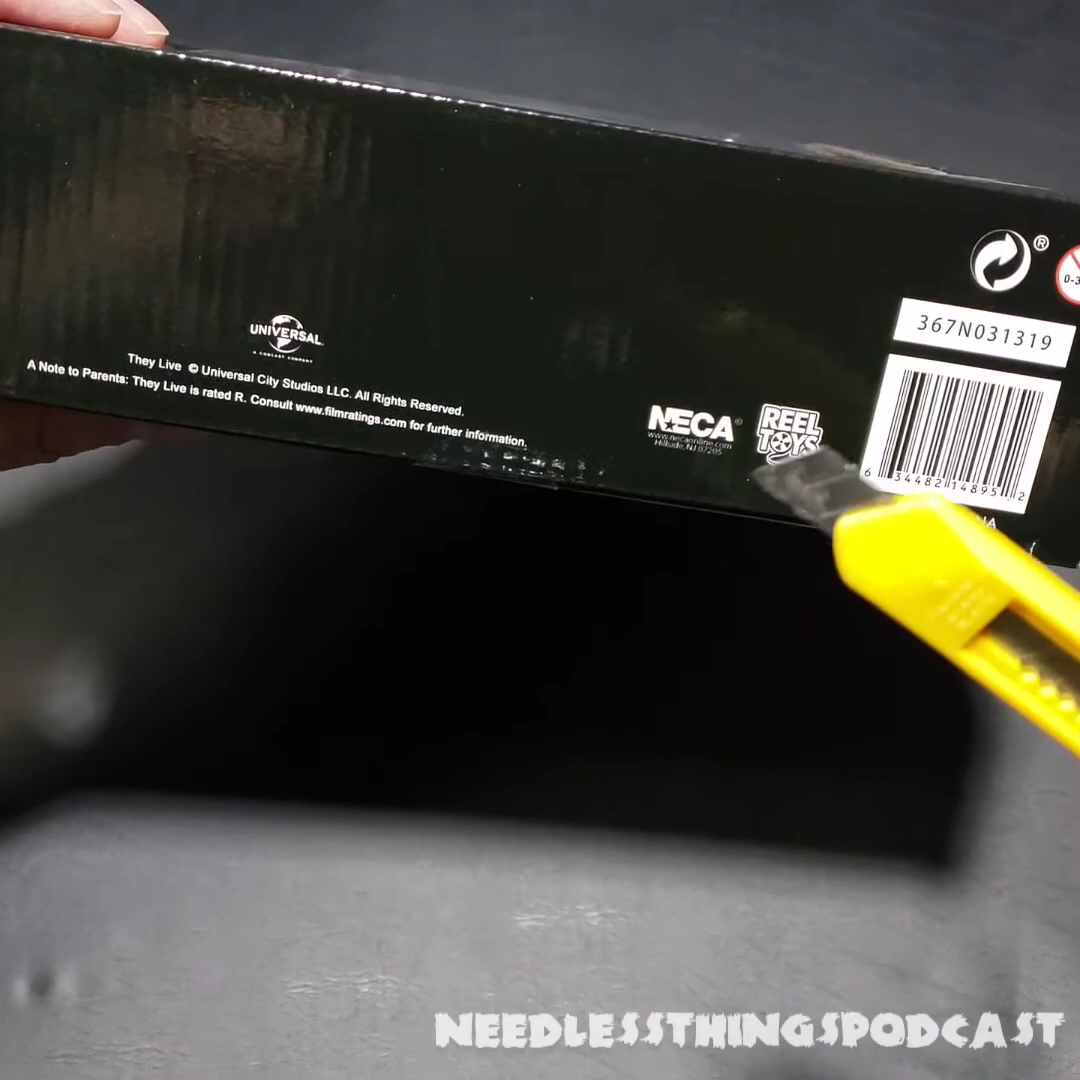 ®
0-3
367N031319
UNIVERSAL
A COMCAST COMPANY
They Live © Universal City Studios LLC. All Rights Reserved.
A Note to Parents: They Live is rated R. Consult www.filmratings.com for further information.
NECA®
www.necaonline.com
Hillside, NJ 07205
REEL
TOYS
6 34482 14895 2
NEEDLESSTHINGSPODCAST